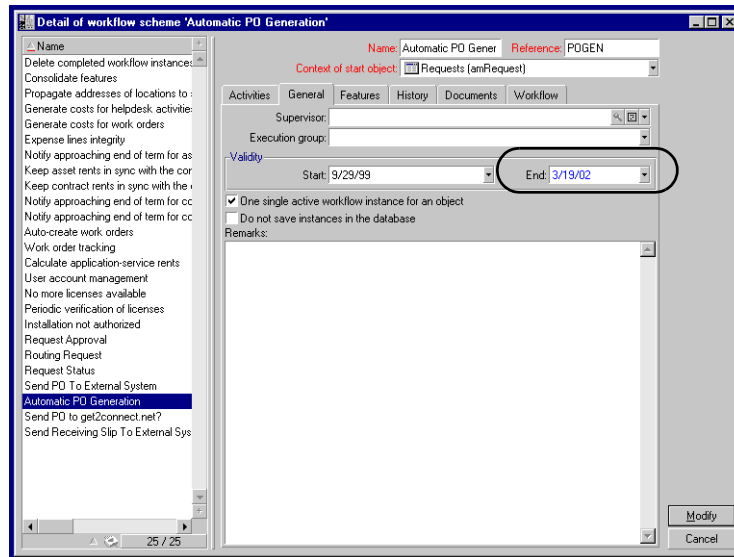 Detail of workflow scheme 'Automatic PO Generation'
Name
Delete completed workflow instances
Consolidate features
Propagate addresses of locations to
Generate costs for helpdesk activitie
Generate costs for work orders
Expense lines integrity
Notify approaching end of term for as
Keep asset rents in sync with the cor
Keep contract rents in sync with the
Notify approaching end of term for cc
Notify approaching end of term for cc
Auto-create work orders
Work order tracking
Calculate application-service rents
User account management
No more licenses available
Periodic verification of licenses
Installation not authorized
Request Approval
Routing Request
Request Status
Send PO To External System
Automatic PO Generation
Send PO to get2connect.net?
Send Receiving Slip To External Sys
25 / 25
Name: Automatic PO Gener Reference: POGEN
Context of start object: Requests (amRequest)
Activities General Features History Documents Workflow
Supervisor:
Execution group:
Validity
Start: 9/29/99 End: 3/19/02
One single active workflow instance for an object
Do not save instances in the database
Remarks:
Modify
Cancel